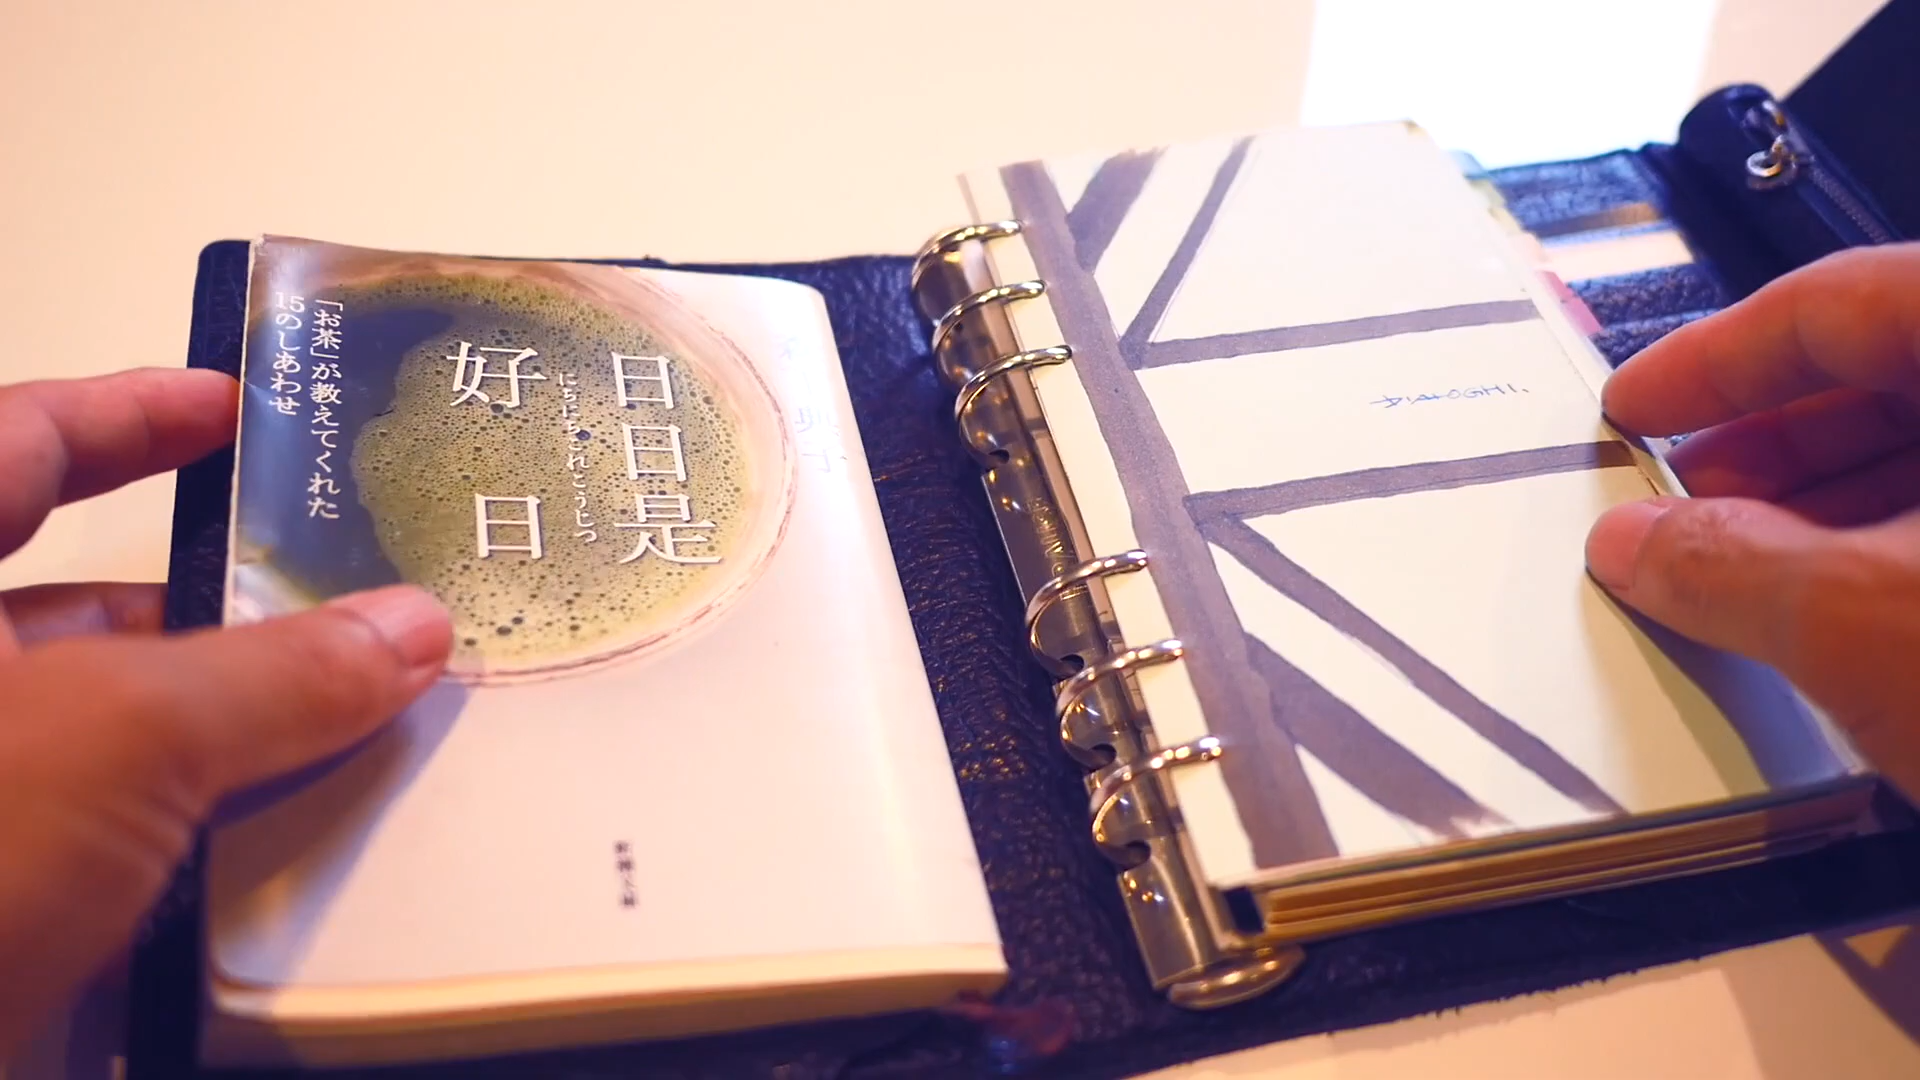 日日是
好日
にちにちこれこうじつ
「お茶」が教えてくれた
15のしあわせ
新潮文庫